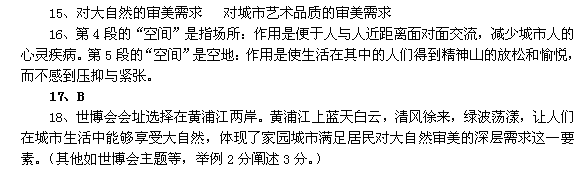 15、对大自然的审美需求 对城市艺术品质的审美需求
16、第4段的“空间”是指场所：作用是便于人与人近距离面对面交流，减少城市人的
心灵疾病。第5段的“空间”是空地：作用是使生活在其中的人们得到精神山的放松和愉悦，
而不感到压抑与紧张。
17、B
18、世博会会址选择在黄浦江两岸。黄浦江上蓝天白云，清风徐来，绿波荡漾，让人们
在城市生活中能够享受大自然，体现了家园城市满足居民对大自然审美的深层需求这一要
素。（其他如世博会主题等，举例2分阐述3分。）